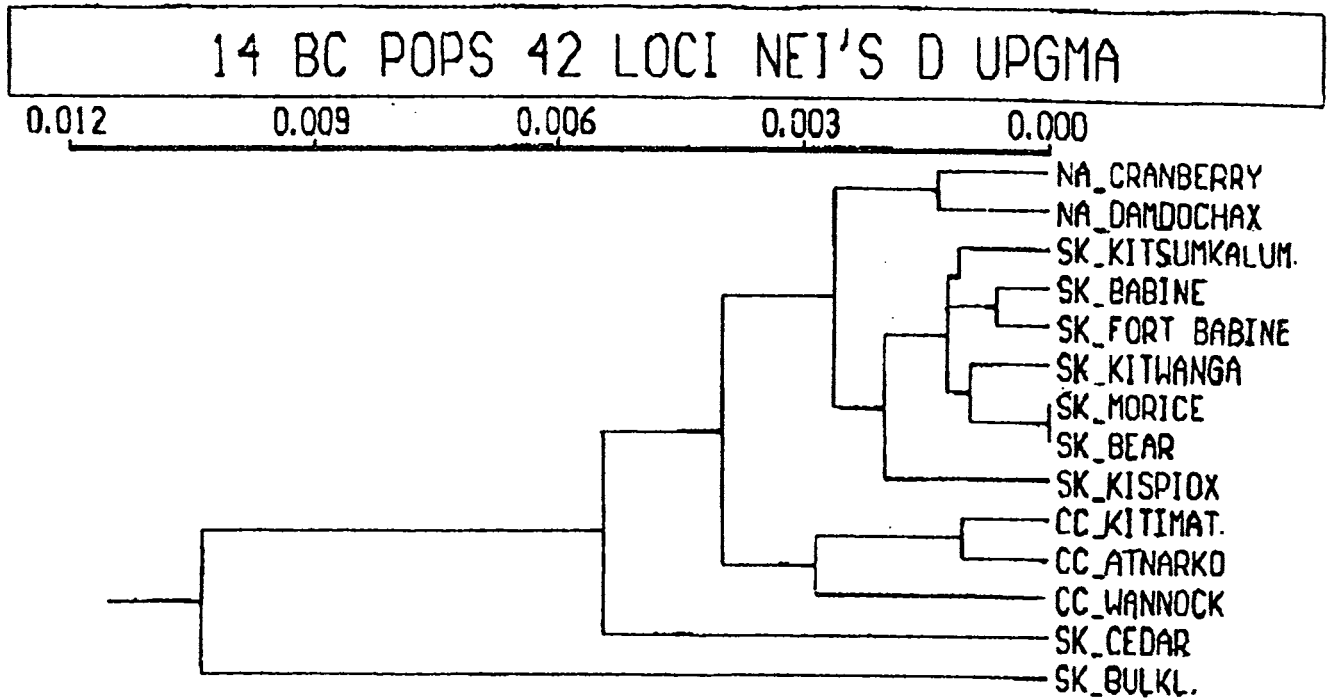 14 BC POPS 42 LOCI NEI'S D UPGMA
0.012 0.009 0.006 0.003 0.000
NA_CRANBERRY
NA_DAMDOCHAX
SK_KITSUMKALUM.
SK_BABINE
SK_FORT BABINE
SK_KITWANGA
SK_MORICE
SK_BEAR
SK_KISPIOX
CC_KITIMAT.
CC_ATNARKO
CC_WANNOCK
SK_CEDAR
SK_BULKL.